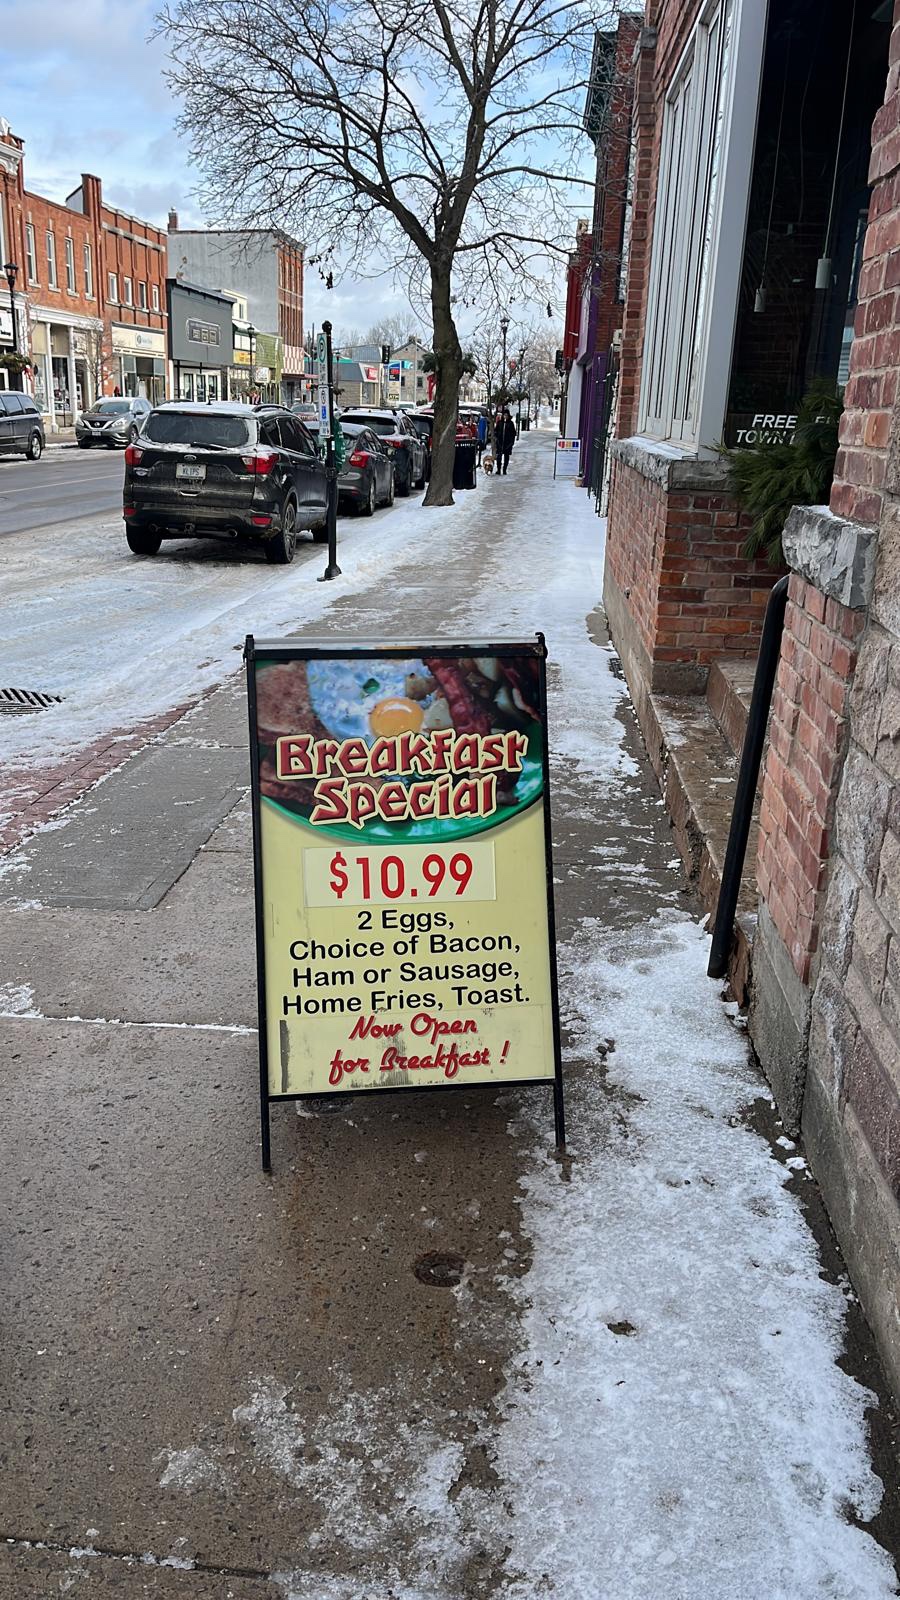 FREE
TOWN
Breakfast
Special
$10.99
2 Eggs,
Choice of Bacon,
Ham or Sausage,
Home Fries, Toast.
Now Open
for Breakfast !